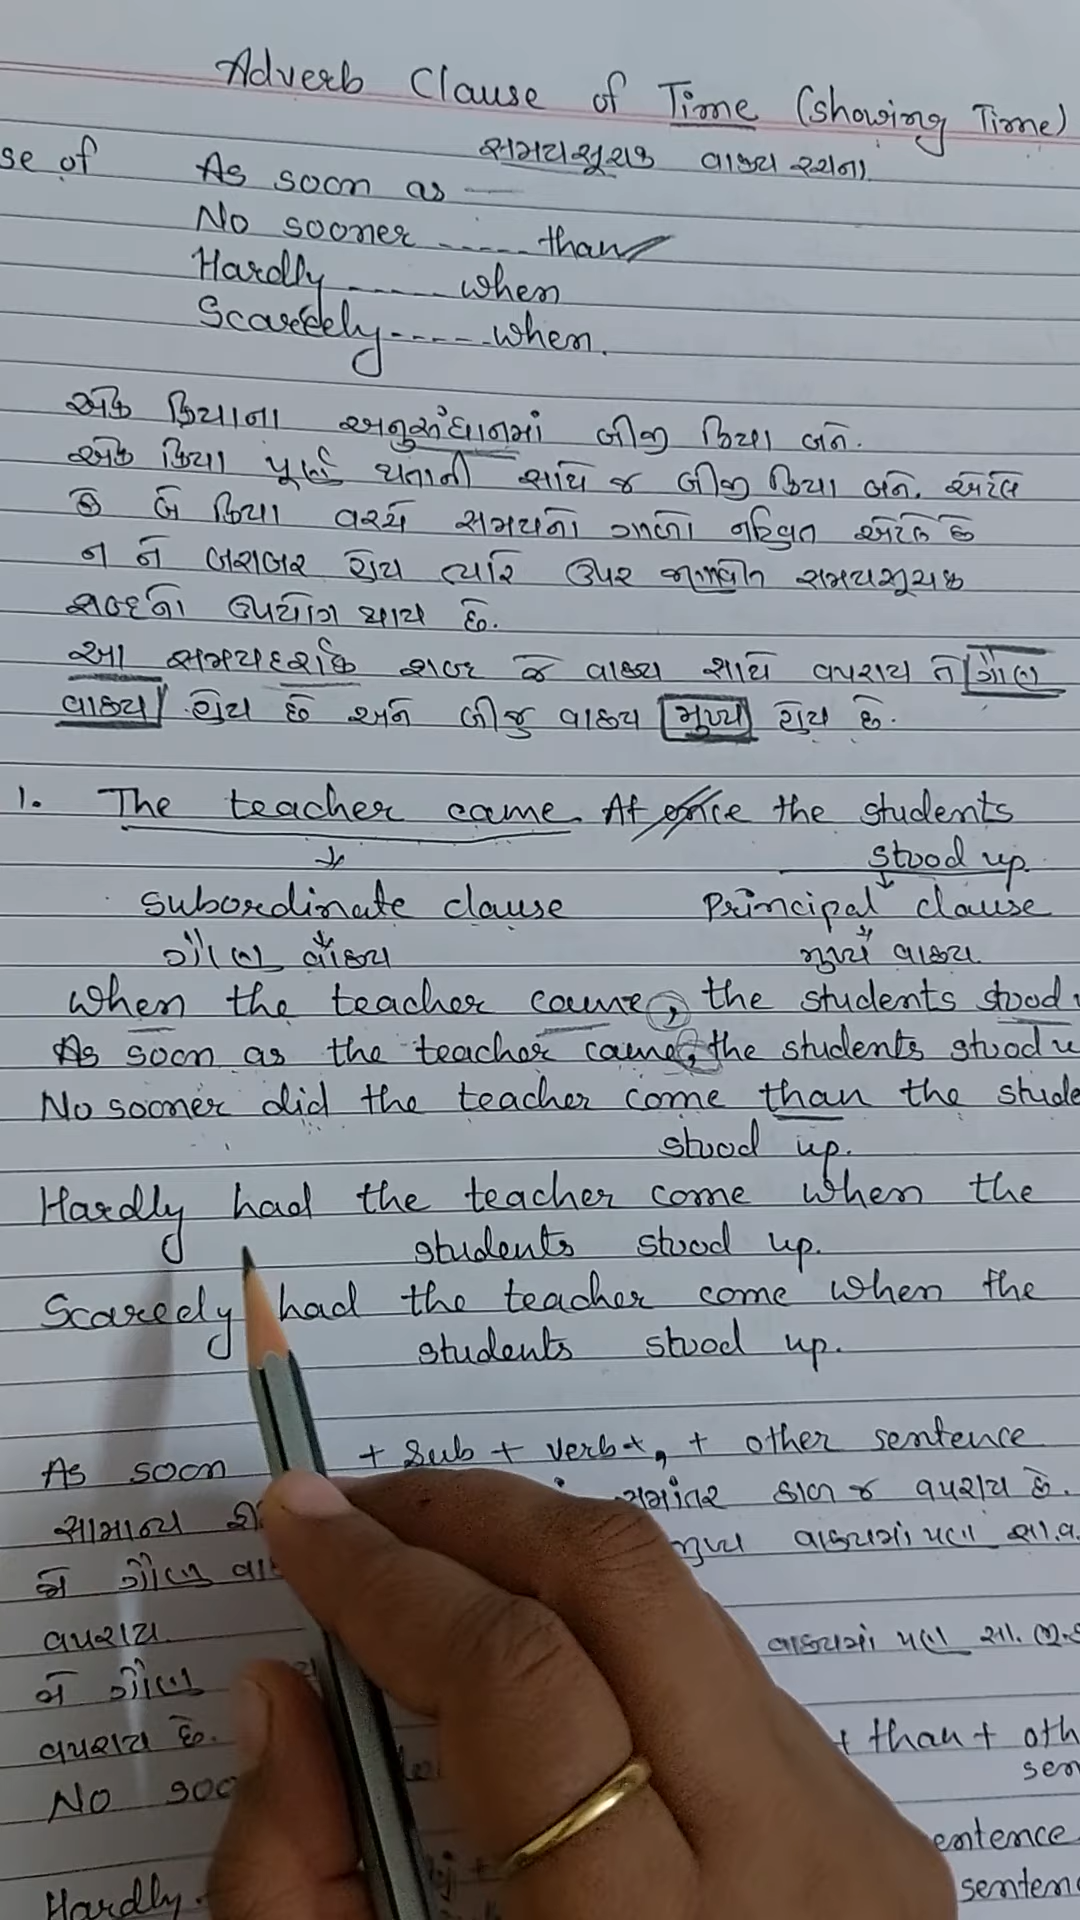 Adverb Clause of Time (showing Time)
સમયસૂચક વાક્ય રચના.
se of As soon as —
No sooner ----- than
Hardly ----- when
Scarcely ----- when.
એક ક્રિયાના અનુસંધાનમાં બીજી ક્રિયા બને.
એક ક્રિયા પૂર્ણ થતાની સાથે જ બીજી ક્રિયા બને. એટલે
કે બે ક્રિયા વચ્ચે સમયનો ગાળો નહિવત એટલે કે
ન ને બરાબર હોય ત્યારે ઉપર જણાવેલ સમયસૂચક
શબ્દનો ઉપયોગ થાય છે.
આ સમયદર્શક શબ્દ જે વાક્ય સાથે વપરાય તે ગૌણ
વાક્ય હોય છે અને બીજુ વાક્ય મુખ્ય હોય છે.
1. The teacher came. At once the students
stood up.
subordinate clause Principal clause
ગૌણ વાક્ય મુખ્ય વાક્ય.
When the teacher came, the students stood
As soon as the teacher came, the students stood u
No sooner did the teacher come than the stude
stood up.
Hardly had the teacher come when the
students stood up.
Scarcely had the teacher come when the
students stood up.
As soon + Sub + verb + , + other sentence
સામાન્ય સમાંતર કાળ જ વપરાય છે.
જો ગૌણ મુખ્ય વાક્યમાં પણ સા.વ.
વપરાય. વાક્યમાં પણ સા. ભૂ.
જો ગૌણ
વપરાય છે. + than + oth
No soo sen
entence
Hardly senten